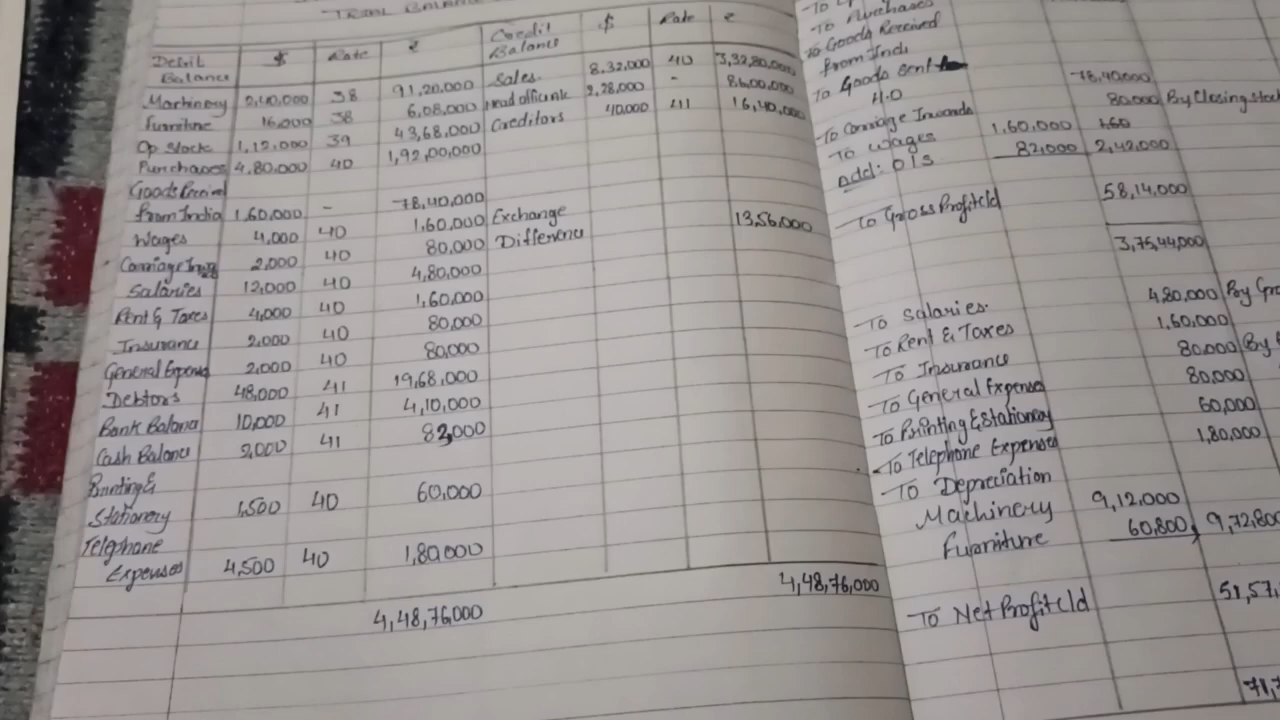 Trial Balance
Debit Balance $ Rate ₹ Credit Balance $ Rate ₹
Machinery 2,40,000 38 91,20,000 Sales 8,32,000 40 3,32,80,000
Furniture 16,000 38 6,08,000 Head office 2,28,000 - 86,00,000
Op Stock 1,12,000 39 43,68,000 Creditors 40,000 41 16,40,000
Purchases 4,80,000 40 1,92,00,000
Goods Received
from India 1,60,000 - 78,40,000
Wages 4,000 40 1,60,000 Exchange
Carriage 2,000 40 80,000 Difference 13,56,000
Salaries 12,000 40 4,80,000
Rent & Taxes 4,000 40 1,60,000
Insurance 2,000 40 80,000
General Expens 2,000 40 80,000
Debtors 48,000 41 19,68,000
Bank Balanc 10,000 41 4,10,000
Cash Balanc 2,000 41 82,000
Printing &
Stationery 1,500 40 60,000
Telephone
Expenses 4,500 40 1,80,000
4,48,76,000 4,48,76,000
To Purchases
To Goods Received
from Indi
To Goods Sent to
H.O 78,40,000
To Carriage Inwards 80,000 By Closing stock
To Wages 1,60,000 1,60
Add: O/S 82,000 2,42,000
To Gross Profit c/d 58,14,000
3,75,44,000
To Salaries. 480,000 By Gro
To Rent & Taxes 1,60,000
To Insurance 80,000 By
To General Expenses 80,000
To Printing & Stationery 60,000
To Telephone Expenses 1,80,000
To Depreciation
Machinery 9,12,000
Furniture 60,800 9,72,800
To Net Profit c/d 51,57,